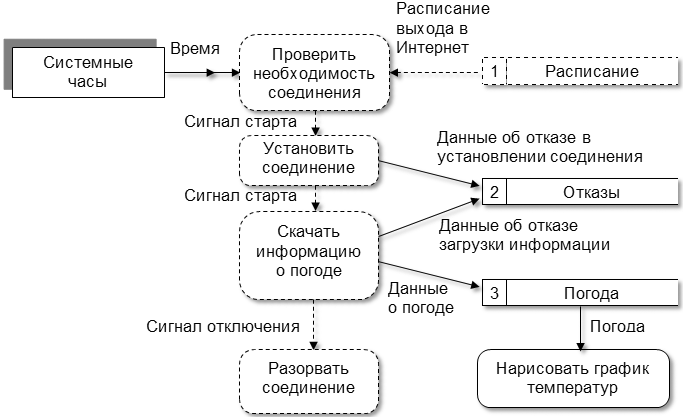 Расписание
выхода в
Интернет
Время
Системные
часы
Проверить
необходимость
соединения
1 Расписание
Сигнал старта
Данные об отказе в
установлении соединения
Установить
соединение
2 Отказы
Сигнал старта
Скачать
информацию
о погоде
Данные об отказе
загрузки информации
Данные
о погоде
3 Погода
Сигнал отключения
Погода
Разорвать
соединение
Нарисовать график
температур